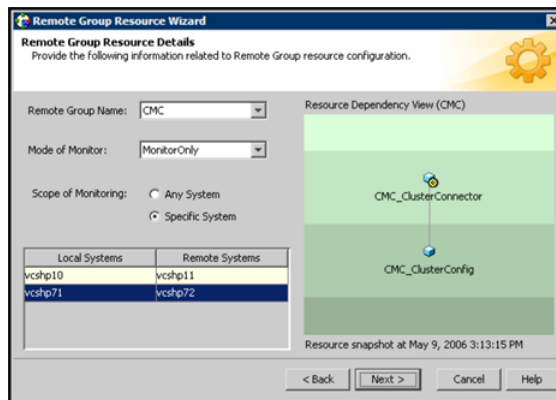 Remote Group Resource Wizard
Remote Group Resource Details
Provide the following information related to Remote Group resource configuration.
Remote Group Name: CMC
Mode of Monitor: MonitorOnly
Scope of Monitoring: Any System
Specific System
Local Systems Remote Systems
vcshp10 vcshp11
vcshp71 vcshp72
Resource Dependency View (CMC)
CMC_ClusterConnector
CMC_ClusterConfig
Resource snapshot at May 9, 2006 3:13:15 PM
< Back Next > Cancel Help